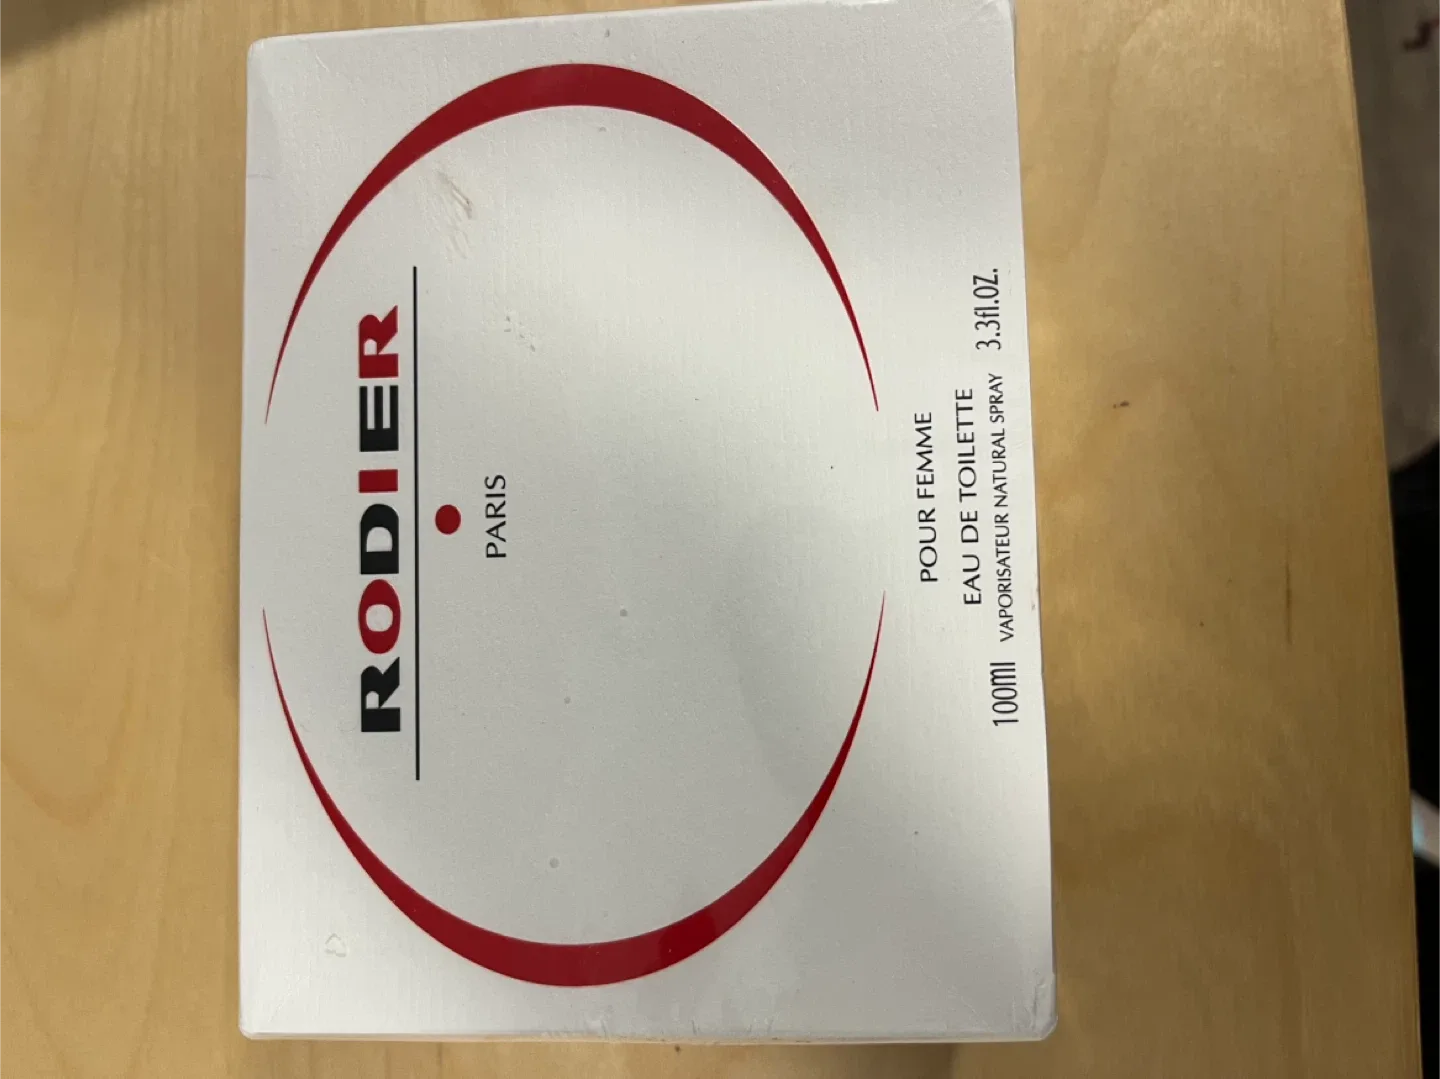 RODIER
PARIS
POUR FEMME
EAU DE TOILETTE
100ml VAPORISATEUR NATURAL SPRAY 3.3fl.OZ.